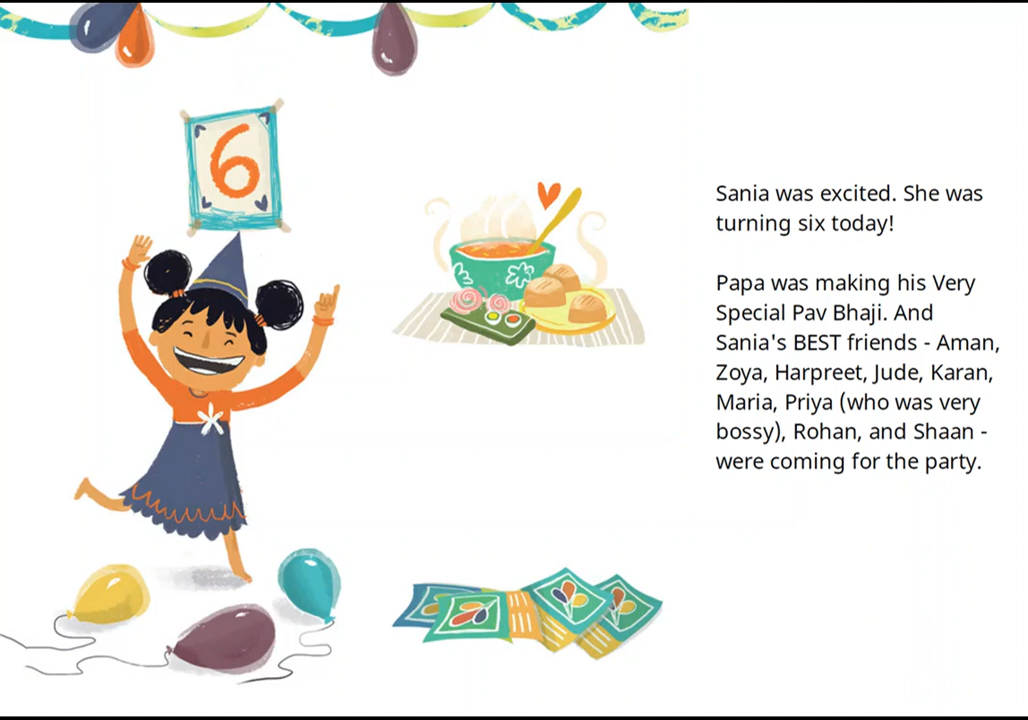 6
Sania was excited. She was
turning six today!
Papa was making his Very
Special Pav Bhaji. And
Sania's BEST friends - Aman,
Zoya, Harpreet, Jude, Karan,
Maria, Priya (who was very
bossy), Rohan, and Shaan -
were coming for the party.